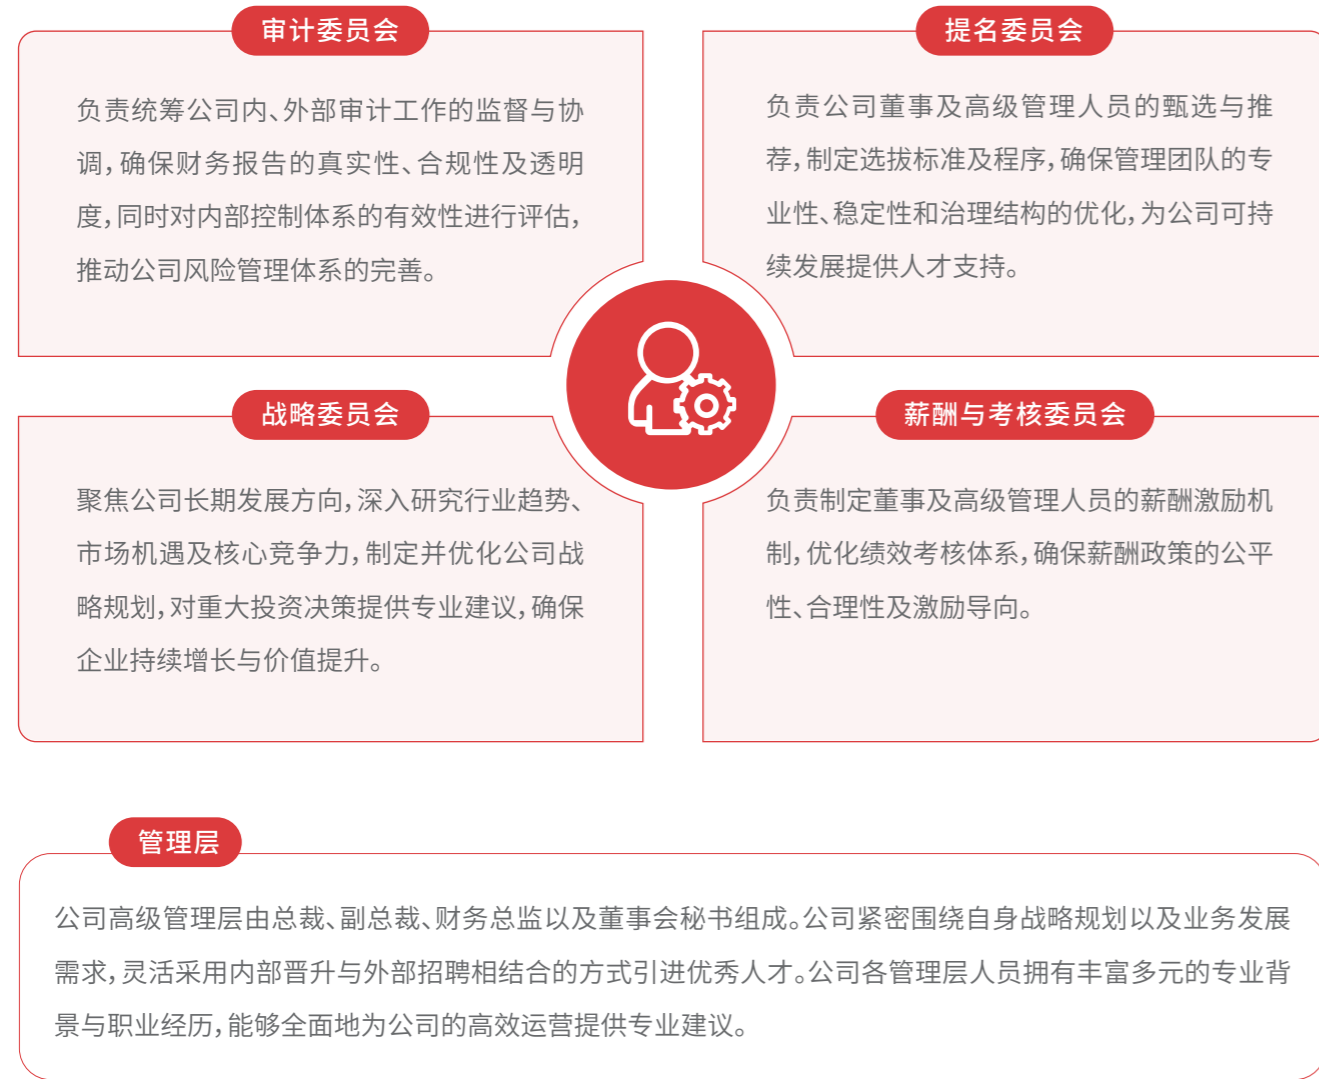 审计委员会
负责统筹公司内、外部审计工作的监督与协
调,确保财务报告的真实性、合规性及透明
度,同时对内部控制体系的有效性进行评估,
推动公司风险管理体系的完善。
提名委员会
负责公司董事及高级管理人员的甄选与推
荐,制定选拔标准及程序,确保管理团队的专
业性、稳定性和治理结构的优化,为公司可持
续发展提供人才支持。
战略委员会
聚焦公司长期发展方向,深入研究行业趋势、
市场机遇及核心竞争力,制定并优化公司战
略规划,对重大投资决策提供专业建议,确保
企业持续增长与价值提升。
薪酬与考核委员会
负责制定董事及高级管理人员的薪酬激励机
制,优化绩效考核体系,确保薪酬政策的公平
性、合理性及激励导向。
管理层
公司高级管理层由总裁、副总裁、财务总监以及董事会秘书组成。公司紧密围绕自身战略规划以及业务发展
需求,灵活采用内部晋升与外部招聘相结合的方式引进优秀人才。公司各管理层人员拥有丰富多元的专业背
景与职业经历,能够全面地为公司的高效运营提供专业建议。